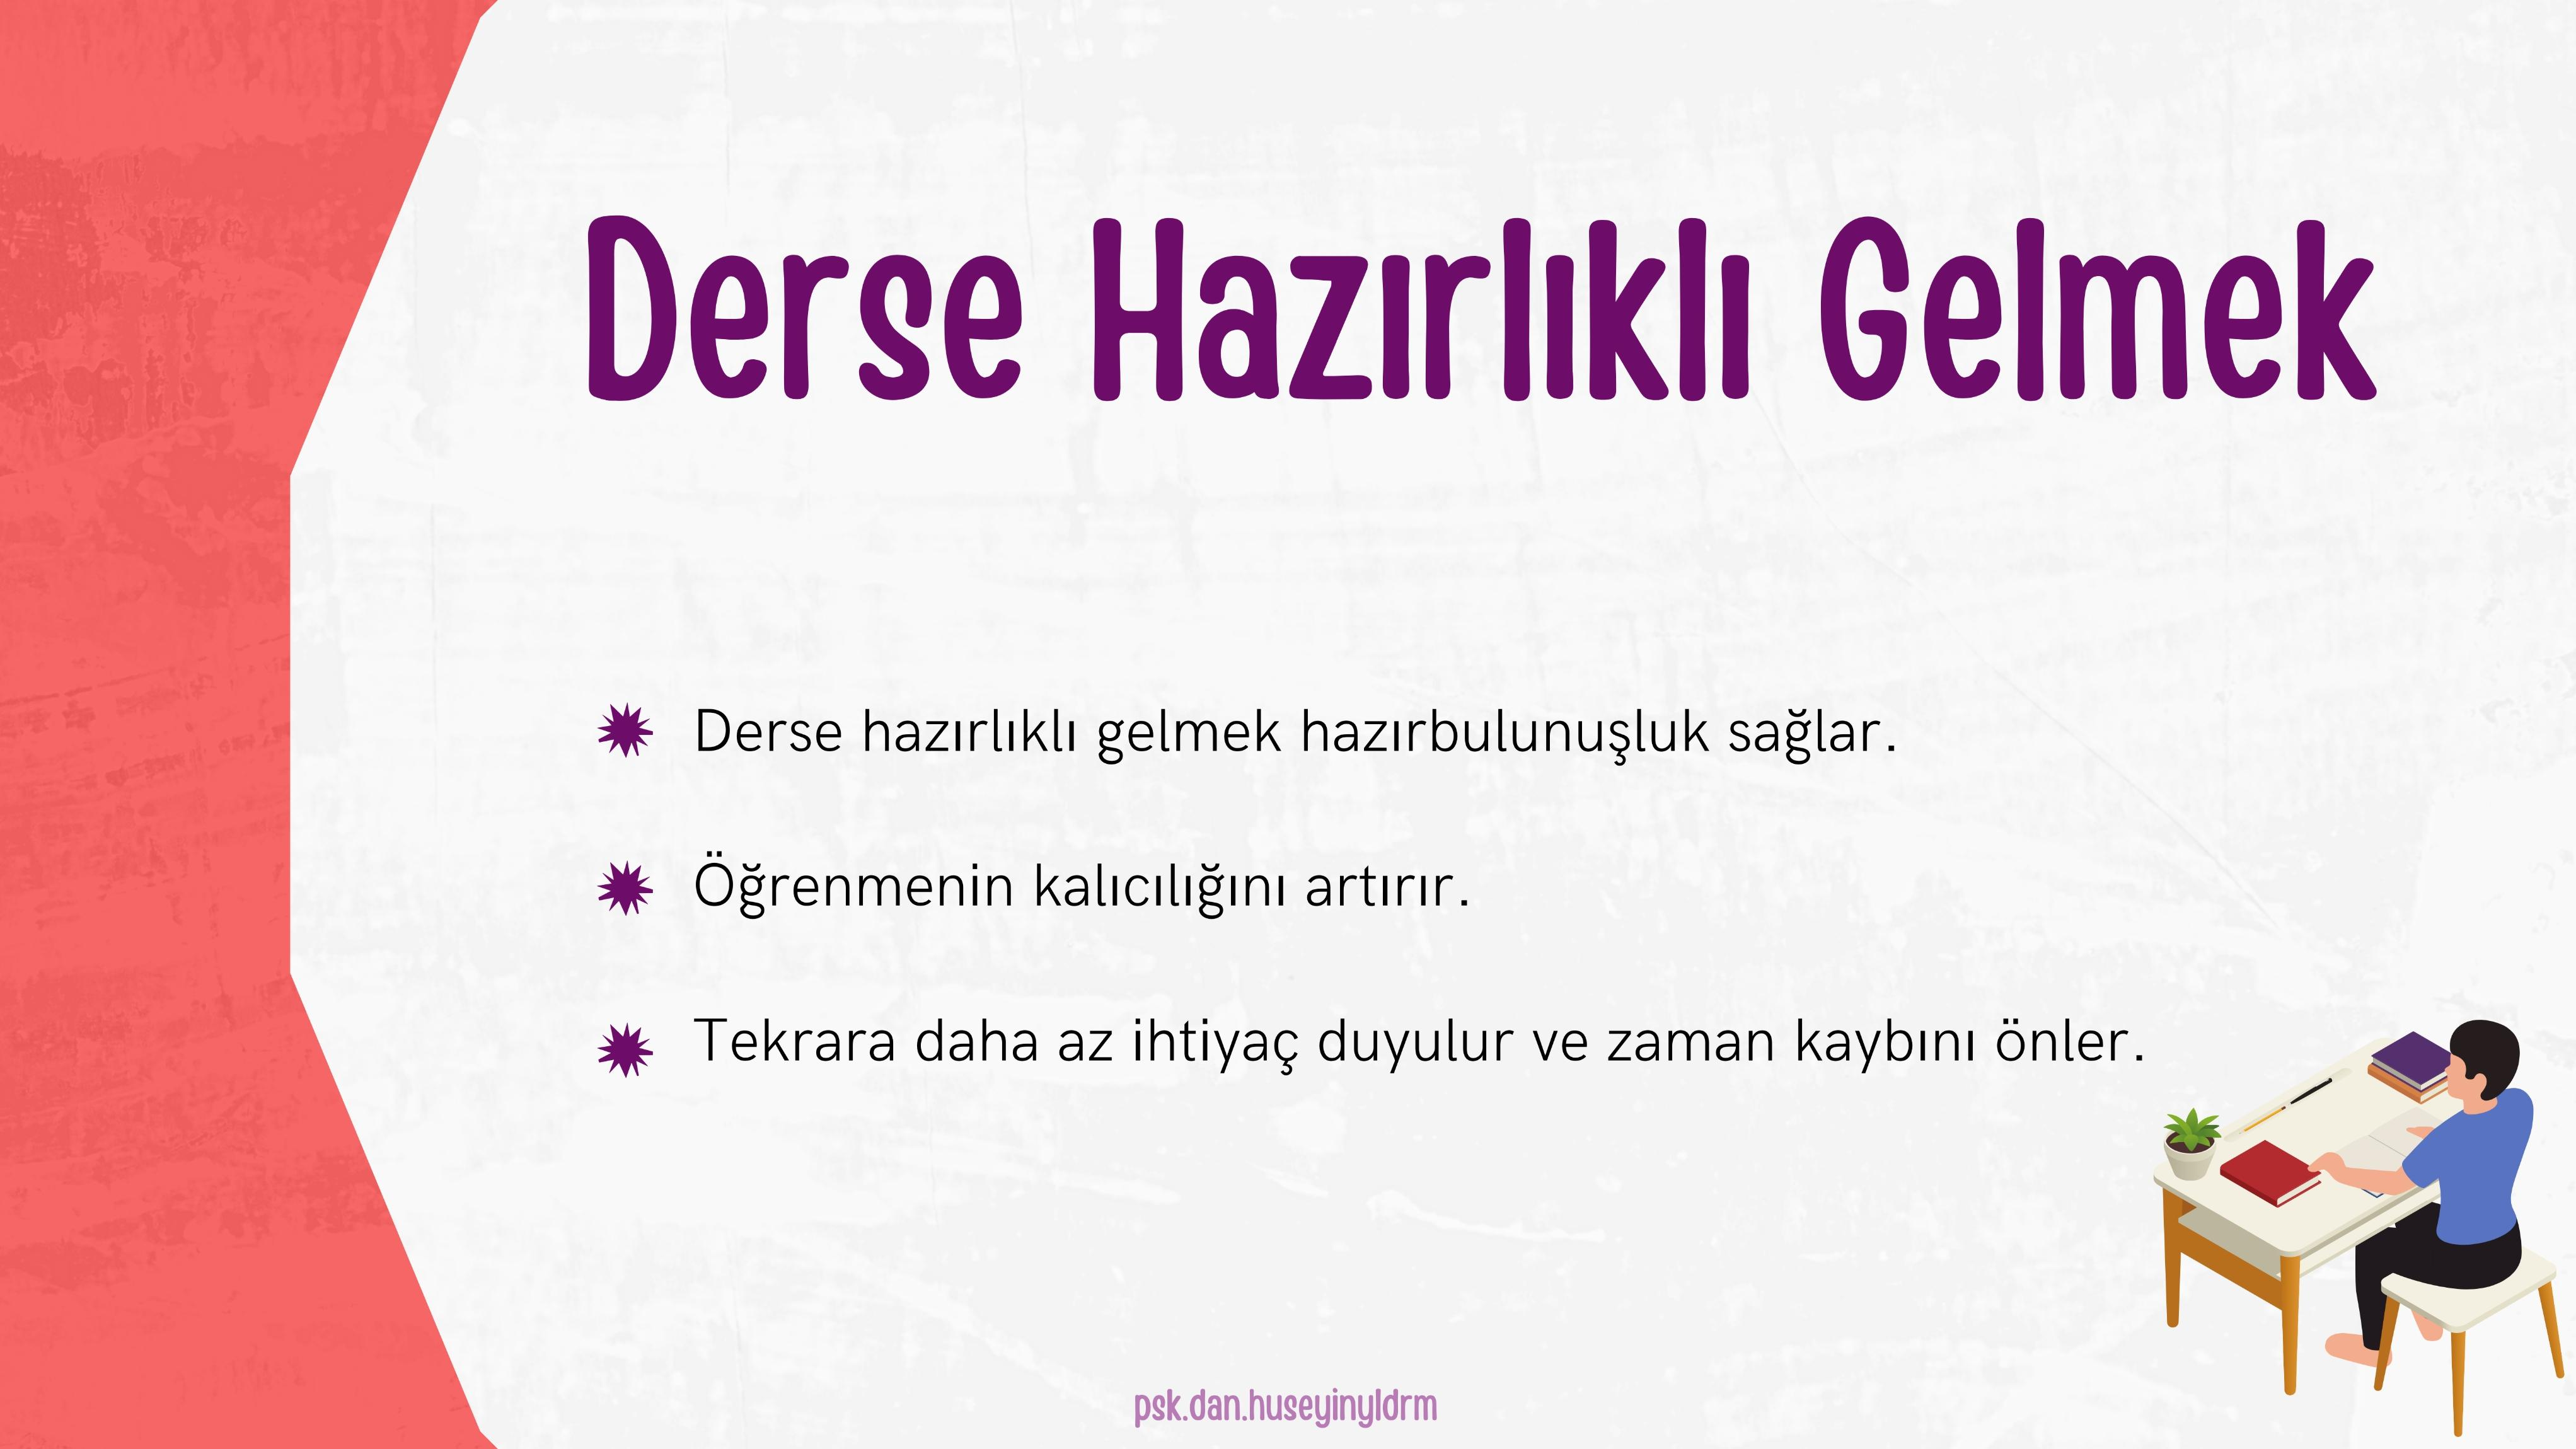 Derse Hazırlıklı Gelmek
Derse hazırlıklı gelmek hazırbulunuşluk sağlar.
Öğrenmenin kalıcılığını artırır.
Tekrara daha az ihtiyaç duyulur ve zaman kaybını önler.
psk.dan.huseyinyldrm